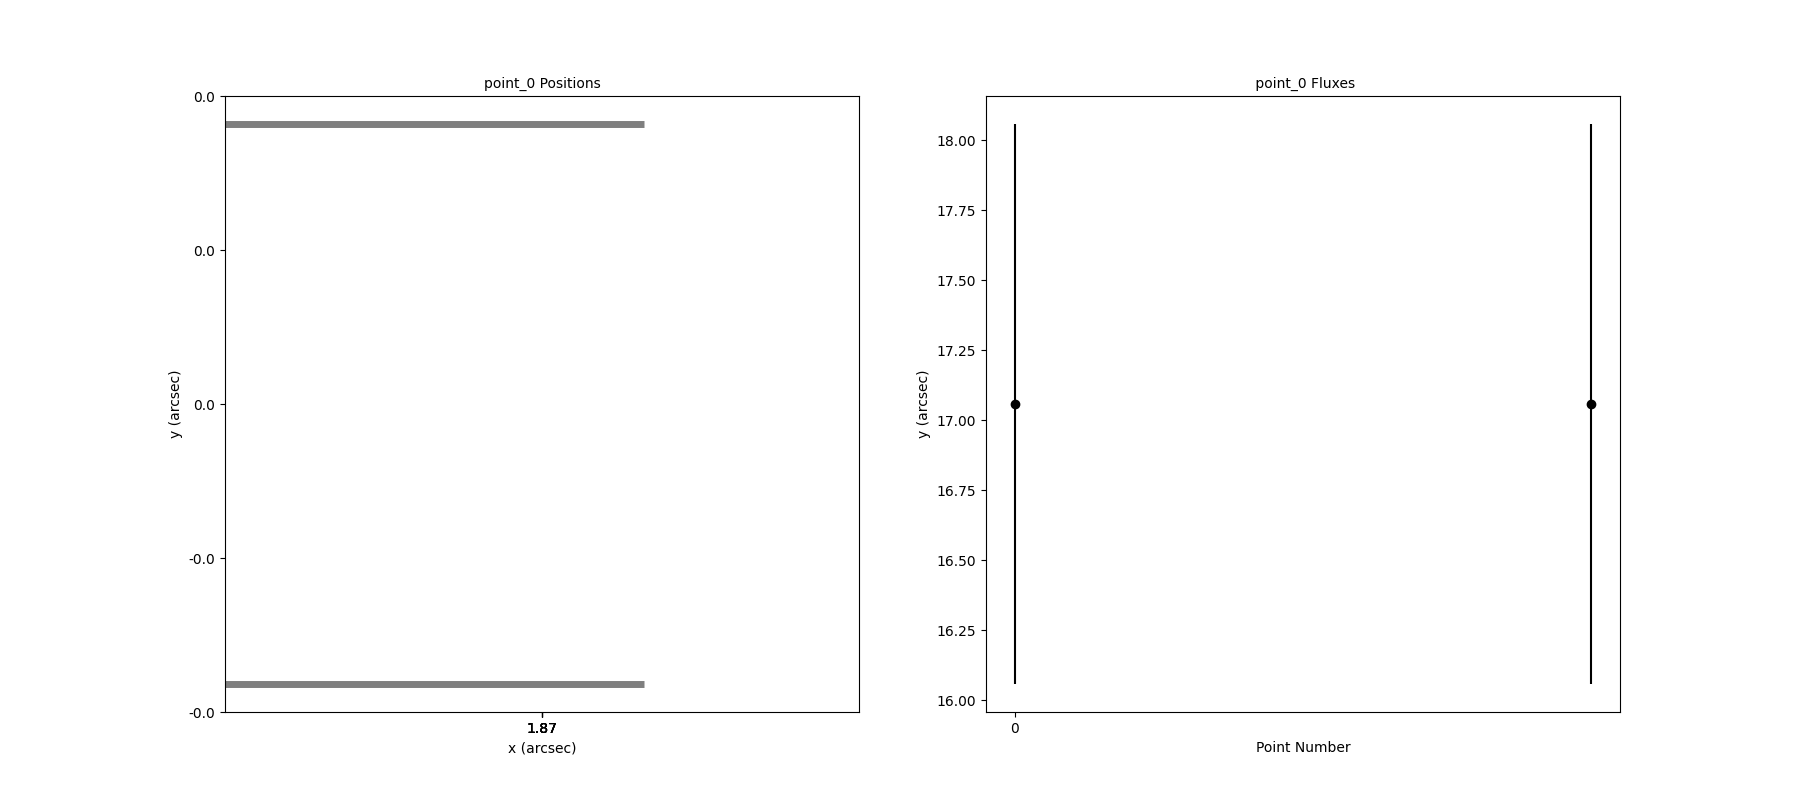 point_0 Positions
0.0
0.0
0.0
-0.0
-0.0
y (arcsec)
1.87
x (arcsec)
point_0 Fluxes
18.00
17.75
17.50
17.25
17.00
16.75
16.50
16.25
16.00
y (arcsec)
0
Point Number